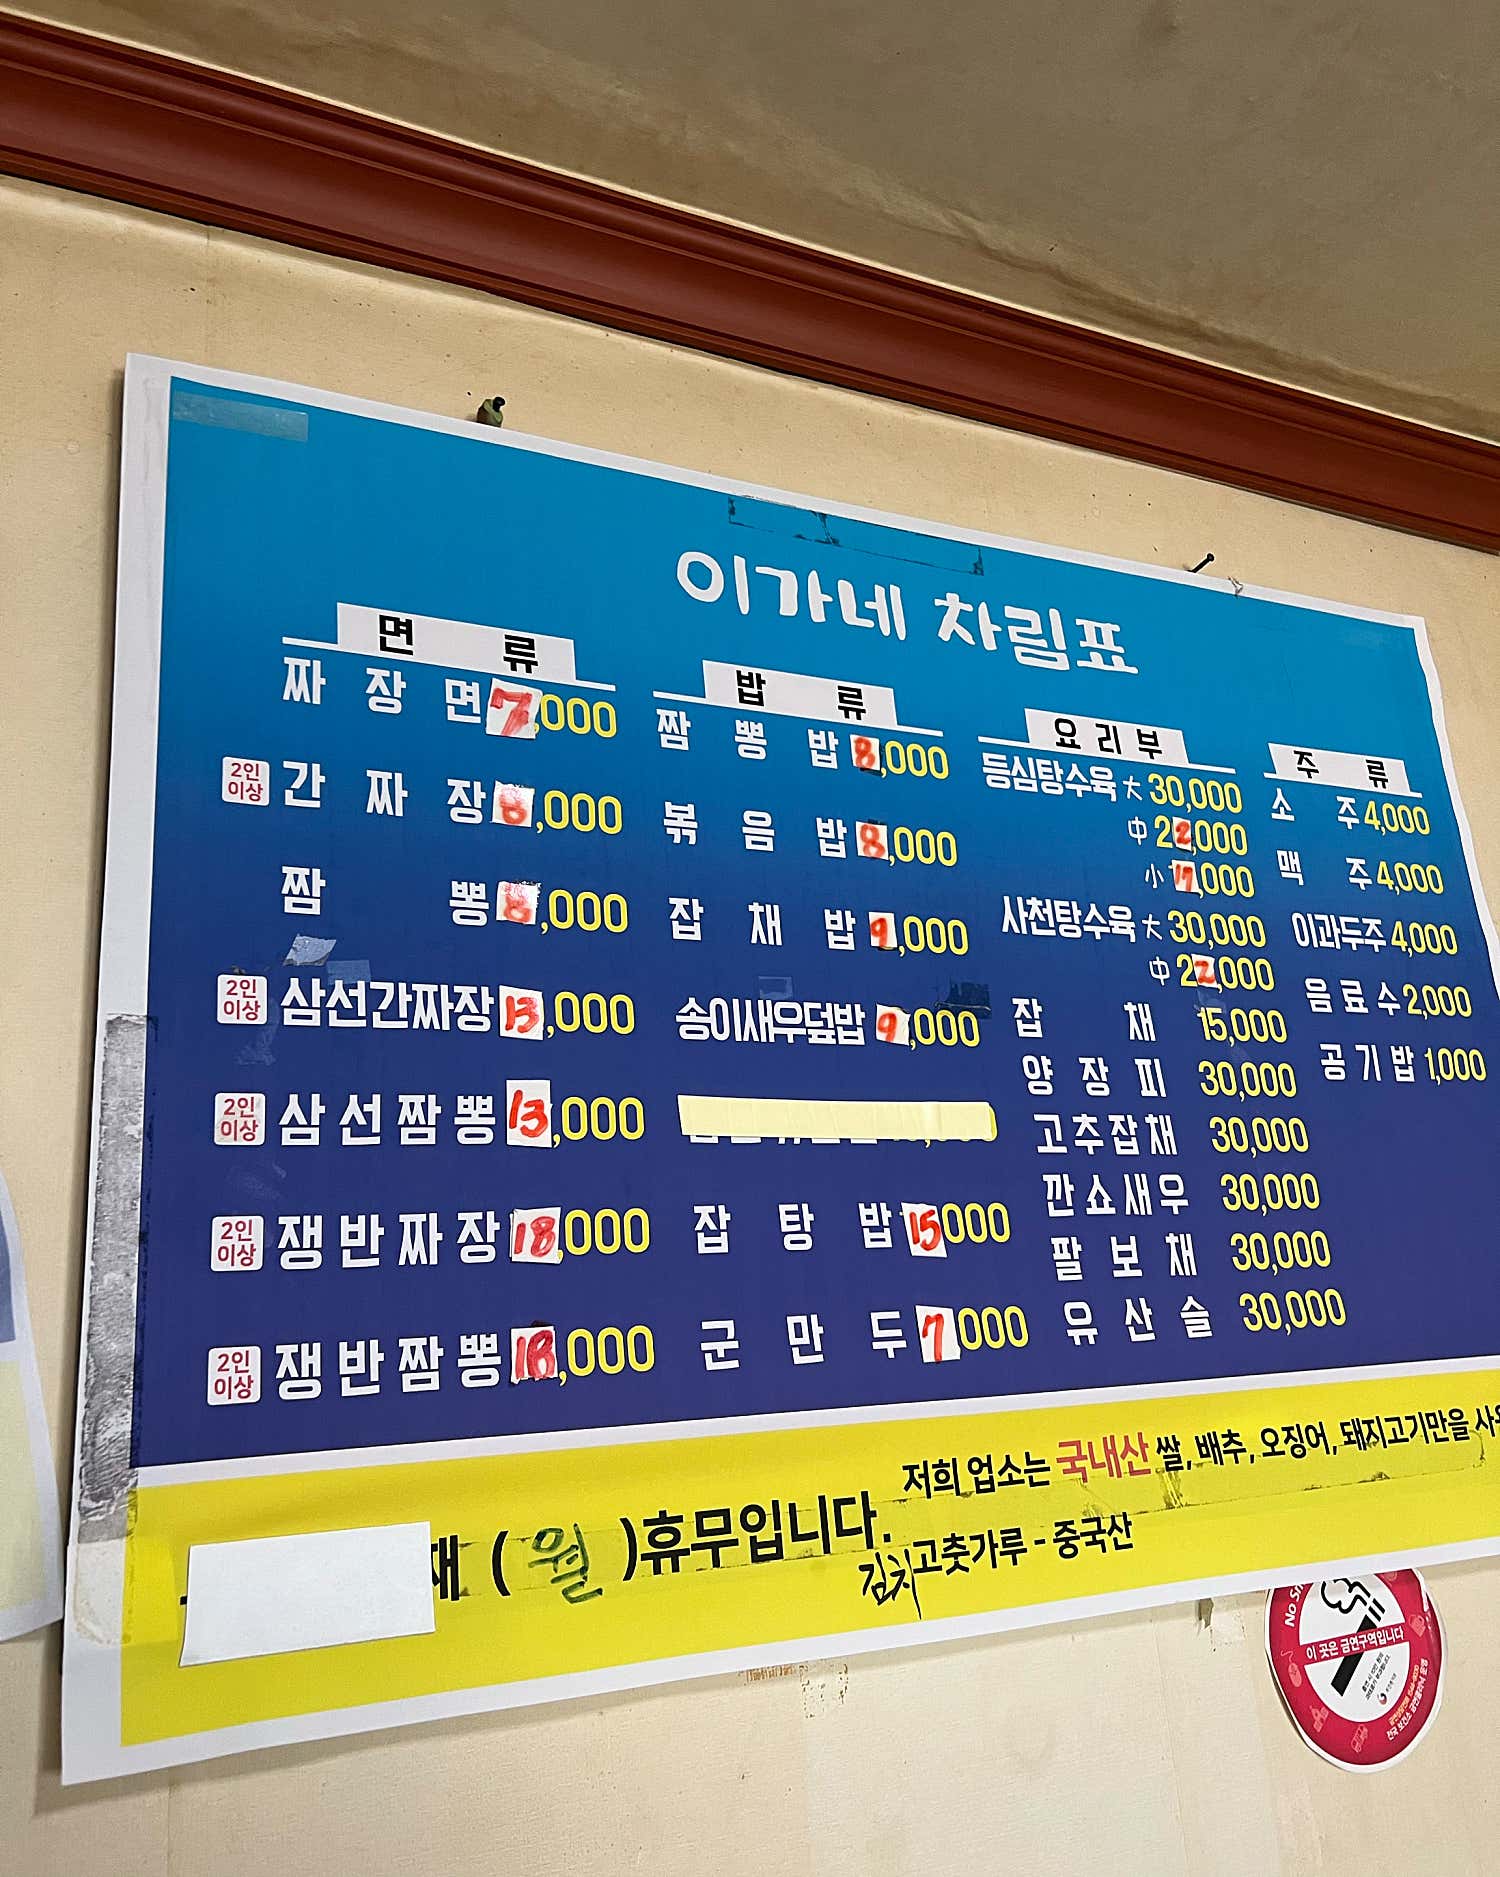 이가네 차림표
면 류
짜장면 7,000
2인이상 간짜장 8,000
짬뽕 8,000
2인이상 삼선간짜장 13,000
2인이상 삼선짬뽕 13,000
2인이상 쟁반짜장 18,000
2인이상 쟁반짬뽕 18,000
밥 류
짬뽕밥 8,000
볶음밥 8,000
잡채밥 9,000
송이새우덮밥 9,000
잡탕밥 15,000
군만두 7,000
요리부
등심탕수육 大 30,000
中 22,000
小 17,000
사천탕수육 大 30,000
中 22,000
잡채 15,000
양장피 30,000
고추잡채 30,000
깐쇼새우 30,000
팔보채 30,000
유산슬 30,000
주 류
소주 4,000
맥주 4,000
이과두주 4,000
음료수 2,000
공기밥 1,000
저희 업소는 국내산 쌀, 배추, 오징어, 돼지고기만을
째 (월)휴무입니다.
김치 고춧가루 - 중국산
이 곳은 금연구역입니다